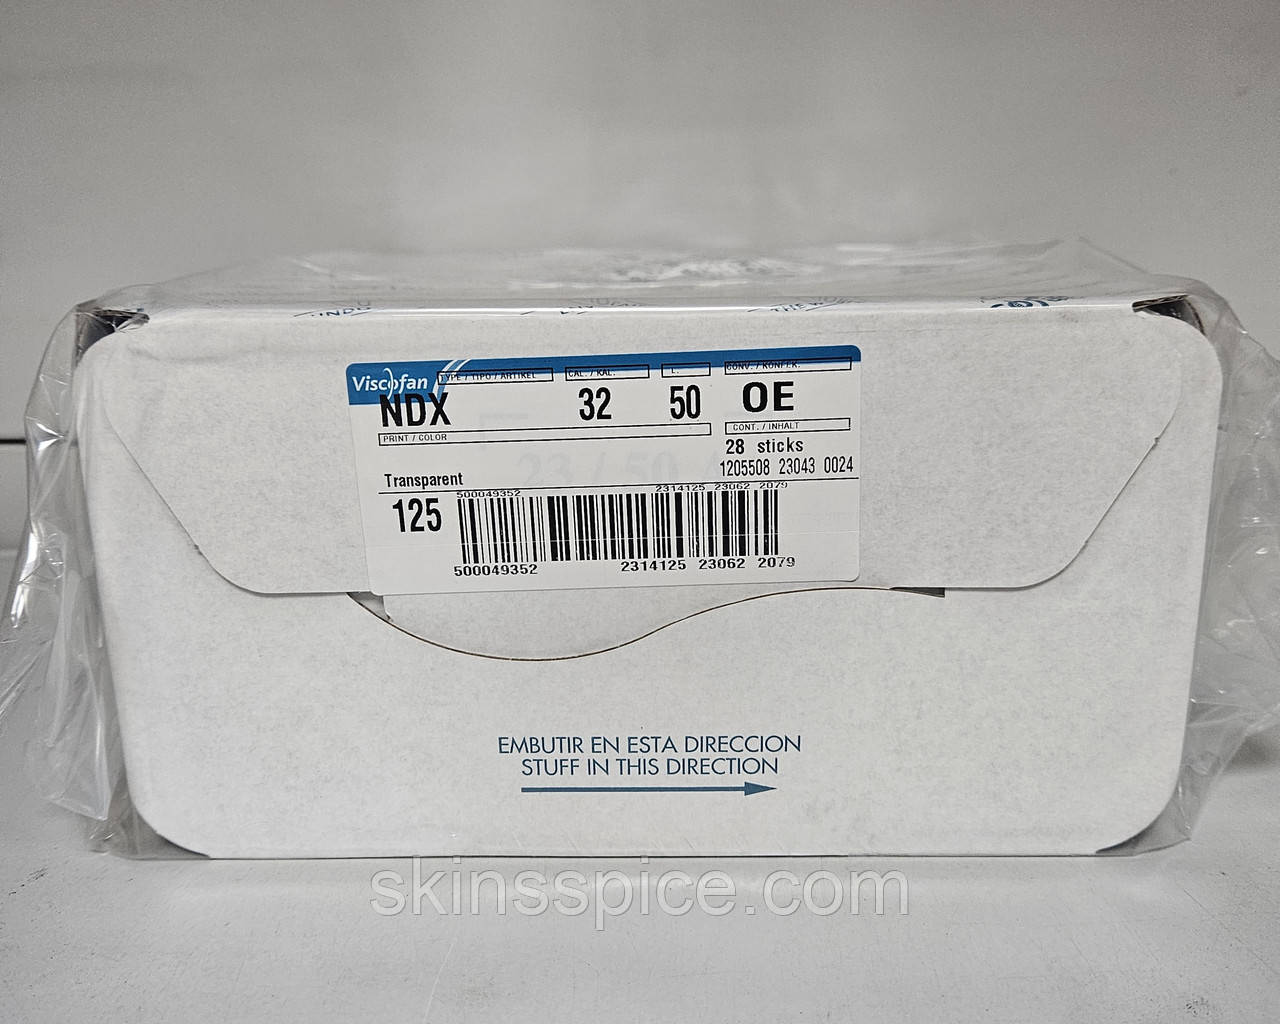 Viscofan
TYPE / TIPO / ARTIKEL
CAL. / KAL.
L.
CONV. / KONFEK.
NDX
32
50
OE
PRINT / COLOR
CONT. / INHALT
28 sticks
1205508 23043 0024
Transparent
125
500049352
2314125 23062 2079
500049352
2314125 23062 2079
EMBUTIR EN ESTA DIRECCION
STUFF IN THIS DIRECTION
skinsspice.com